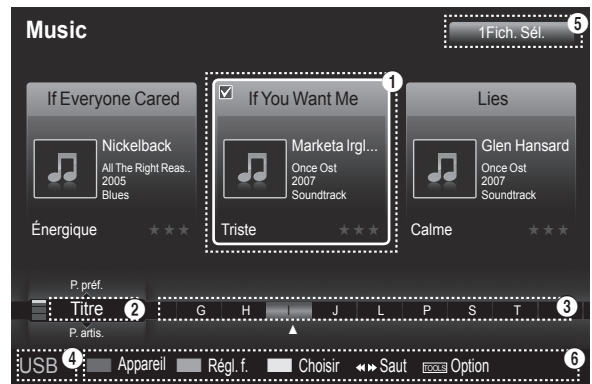 Music
1Fich. Sél.
5
1
If Everyone Cared
If You Want Me
Lies
Nickelback
All The Right Reas..
2005
Blues
Marketa Irgl...
Once Ost
2007
Soundtrack
Glen Hansard
Once Ost
2007
Soundtrack
Énergique ★★★
Triste ★★★
Calme ★★★
P. préf.
Titre 2 G H I J L P S T 3
P. artis.
USB 4 Appareil Régl. f. Choisir Saut TOOLS Option 6